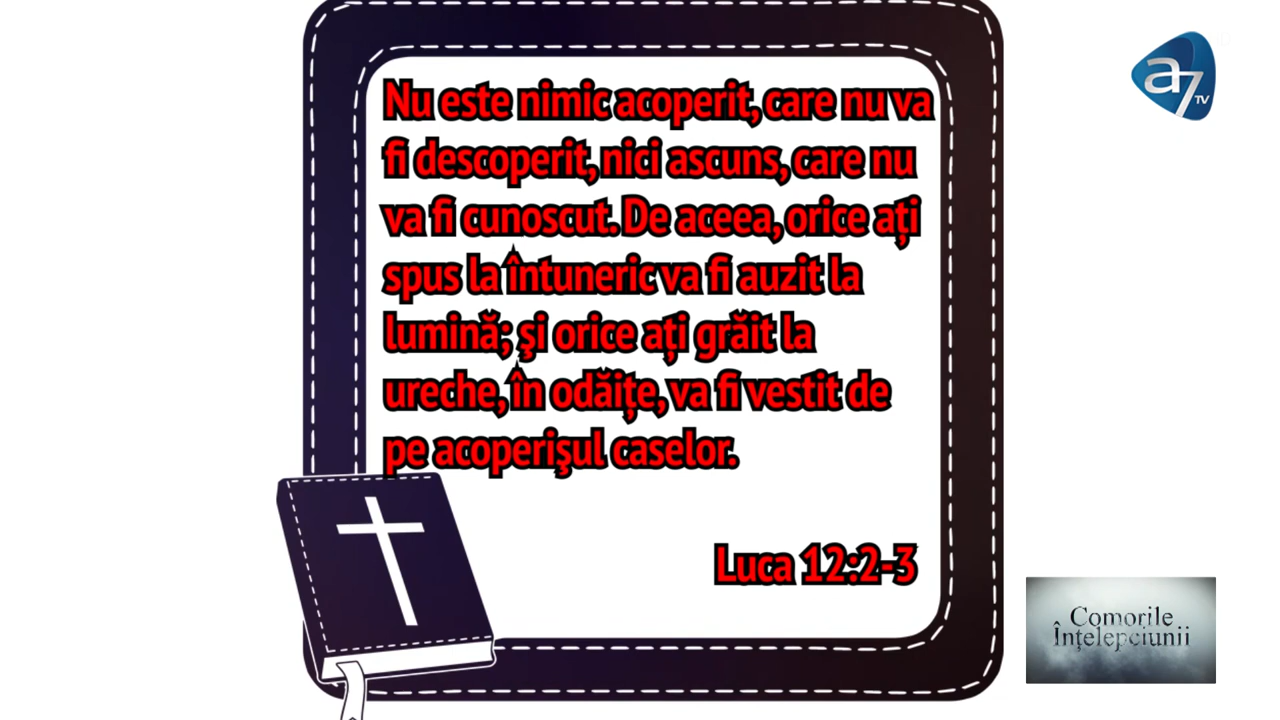 Nu este nimic acoperit, care nu va
fi descoperit, nici ascuns, care nu
va fi cunoscut. De aceea, orice ați
spus la întuneric va fi auzit la
lumină; şi orice ați grăit la
ureche, în odăițe, va fi vestit de
pe acoperişul caselor.
Luca 12:2-3
a7 TV
Comorile
Înțelepciunii